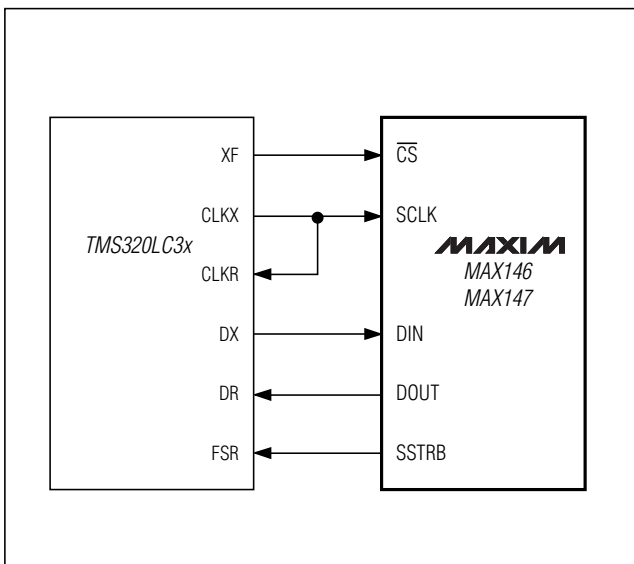 XF
CS
CLKX
SCLK
TMS320LC3x
MAXIM
CLKR
MAX146
MAX147
DX
DIN
DR
DOUT
FSR
SSTRB